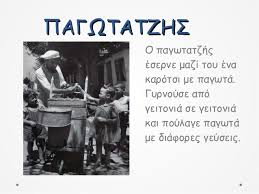 ΠΑΓΩΤΑΤΖΗΣ
Ο παγωτατζής
έσερνε μαζί του ένα
καρότσι με παγωτά.
Γυρνούσε από
γειτονιά σε γειτονιά
και πούλαγε παγωτά
με διάφορες γεύσεις.